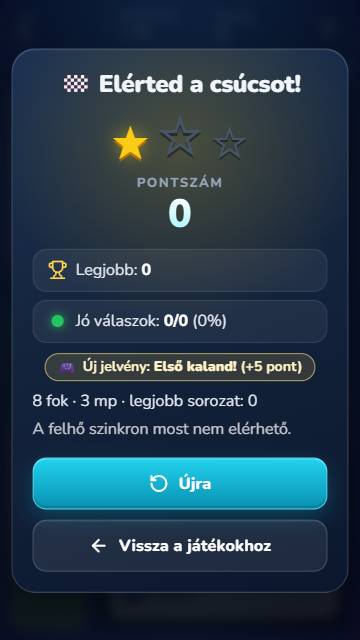 Elérted a csúcsot!
PONTSZÁM
0
Legjobb: 0
Jó válaszok: 0/0 (0%)
Új jelvény: Első kaland! (+5 pont)
8 fok · 3 mp · legjobb sorozat: 0
A felhő szinkron most nem elérhető.
Újra
Vissza a játékokhoz